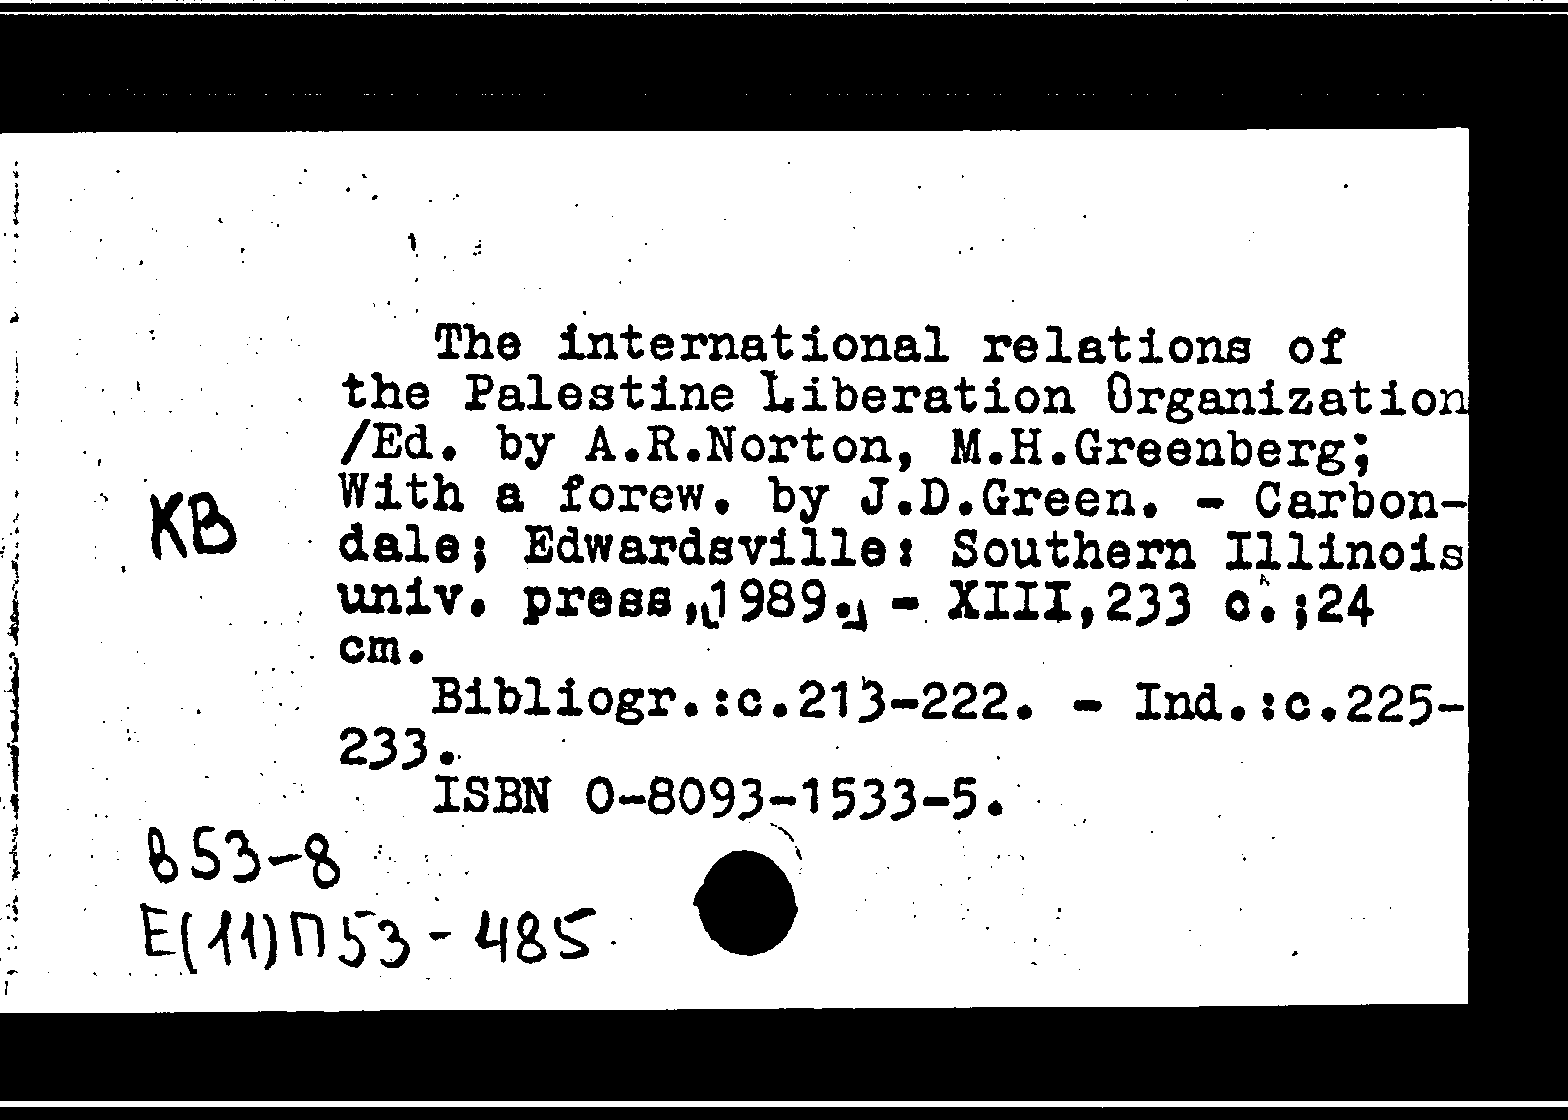 The international relations of
the Palestine Liberation Organization
/Ed. by A.R.Norton, M.H.Greenberg;
With a forew. by J.D.Green. - Carbon-
dale; Edwardsville: Southern Illinois
univ. press,[1989.] - XIII,233 c.;24
cm.
Bibliogr.:c.213-222. - Ind.:c.225-
233.
ISBN 0-8093-1533-5.
КВ
В53-8
Е(11)П53-485